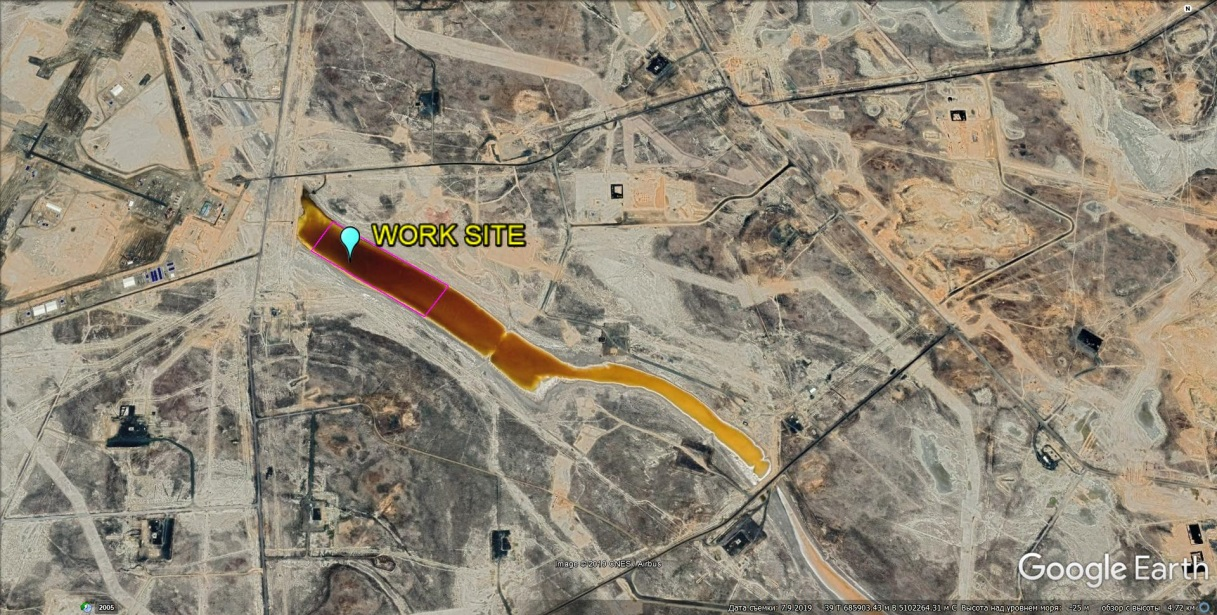 N
WORK SITE
Image © 2019 CNES / Airbus
Google Earth
2005
Дата съемки: 7.9.2019 39 T 685903.43 м В 5102264.31 м С Высота над уровнем моря: -25 м обзор с высоты 4.72 км